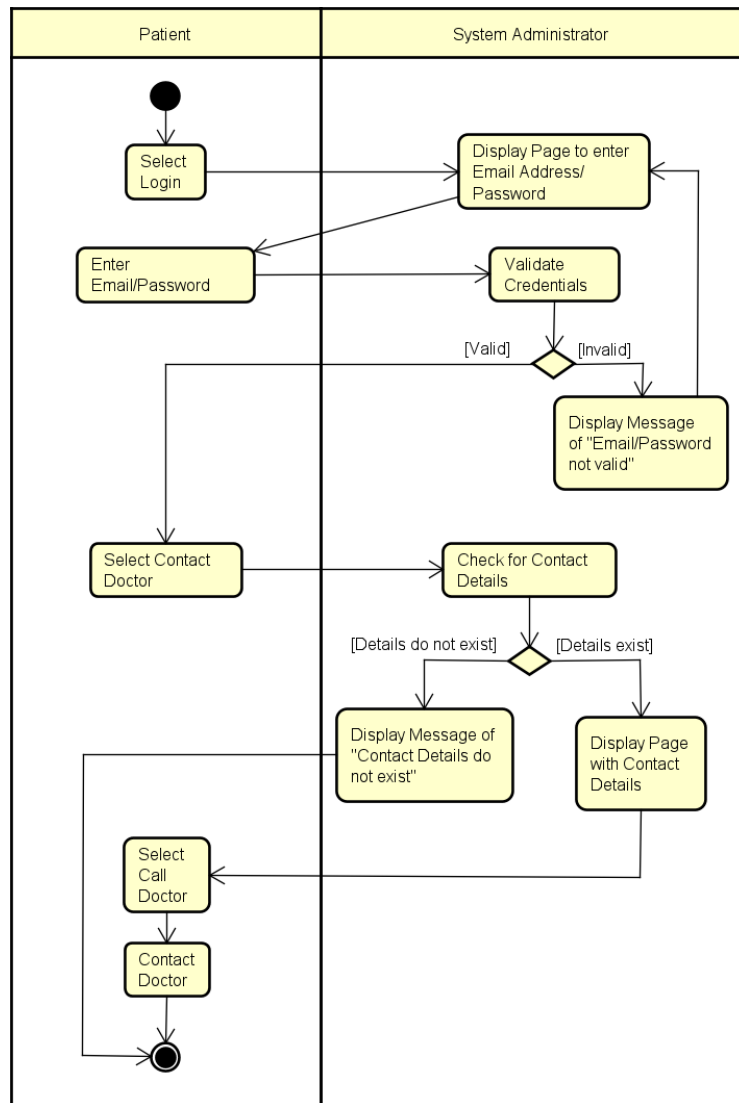 Patient
System Administrator
Select
Login
Display Page to enter
Email Address/
Password
Enter
Email/Password
Validate
Credentials
[Valid]
[Invalid]
Display Message
of "Email/Password
not valid"
Select Contact
Doctor
Check for Contact
Details
[Details do not exist]
[Details exist]
Display Message of
"Contact Details do
not exist"
Display Page
with Contact
Details
Select
Call
Doctor
Contact
Doctor